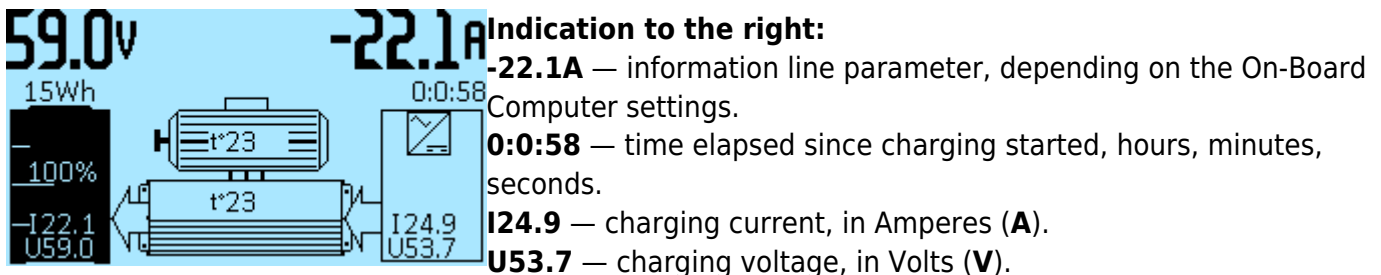 59.0V
-22.1A
15Wh
0:0:58
t°23
100%
t°23
I22.1
U59.0
I24.9
U53.7
Indication to the right:
-22.1A — information line parameter, depending on the On-Board
Computer settings.
0:0:58 — time elapsed since charging started, hours, minutes,
seconds.
I24.9 — charging current, in Amperes (A).
U53.7 — charging voltage, in Volts (V).